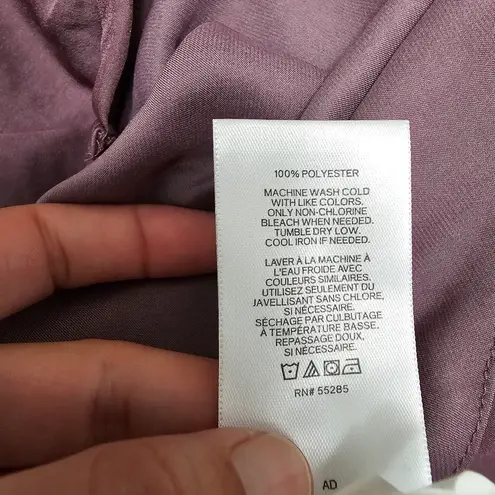 100% POLYESTER
MACHINE WASH COLD
WITH LIKE COLORS.
ONLY NON-CHLORINE
BLEACH WHEN NEEDED.
TUMBLE DRY LOW.
COOL IRON IF NEEDED.
LAVER À LA MACHINE À
L'EAU FROIDE AVEC
COULEURS SIMILAIRES.
UTILISEZ SEULEMENT DU
JAVELLISANT SANS CHLORE,
SI NÉCESSAIRE.
SÉCHAGE PAR CULBUTAGE
À TEMPÉRATURE BASSE.
REPASSAGE DOUX,
SI NÉCESSAIRE.
RN# 55285
AD